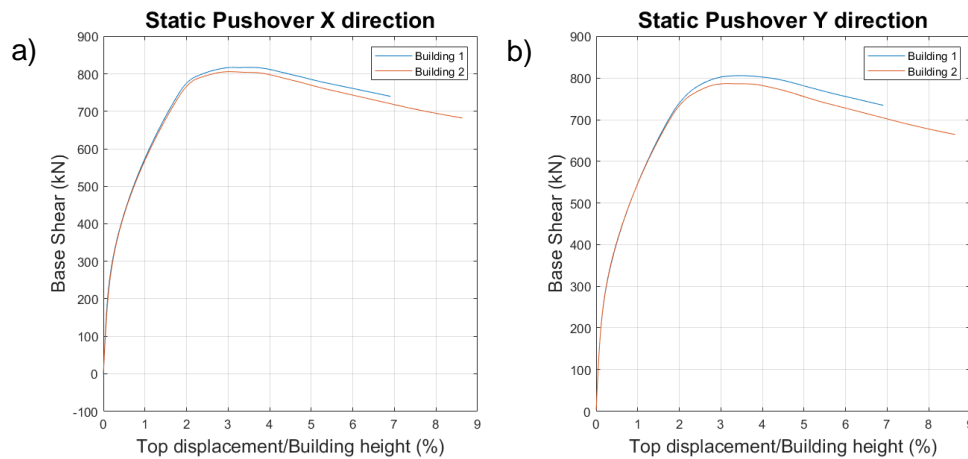 a)
Static Pushover X direction
900
800
700
600
500
400
300
200
100
0
-100
Base Shear (kN)
Building 1
Building 2
0 1 2 3 4 5 6 7 8 9
Top displacement/Building height (%)
b)
Static Pushover Y direction
900
800
700
600
500
400
300
200
100
0
Base Shear (kN)
Building 1
Building 2
0 1 2 3 4 5 6 7 8 9
Top displacement/Building height (%)